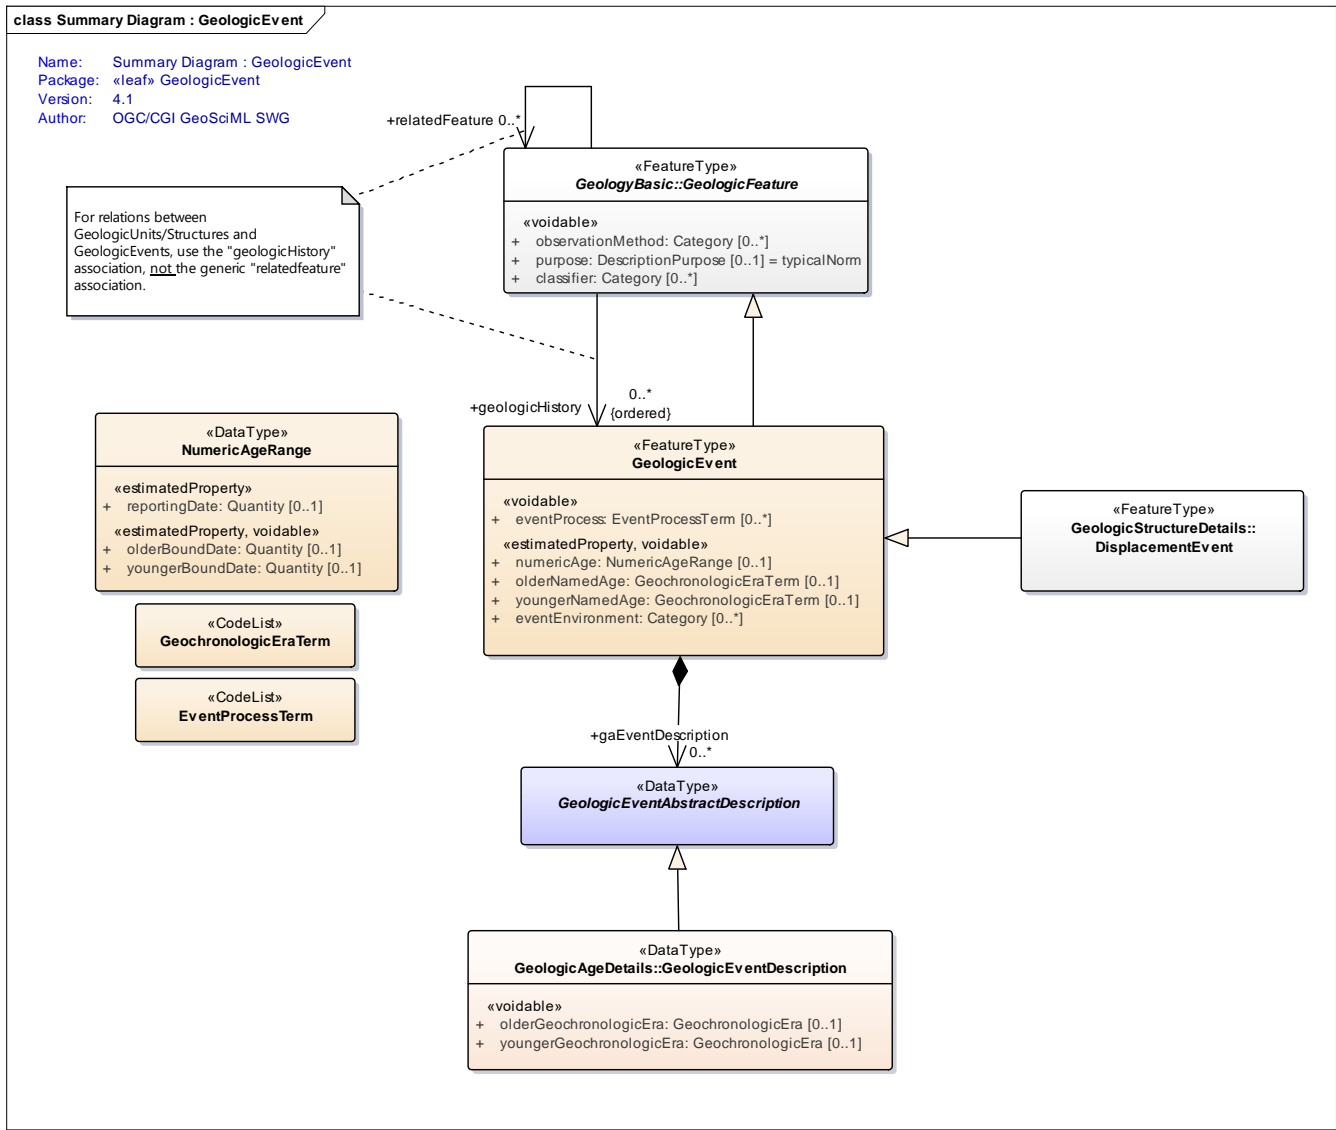 class Summary Diagram : GeologicEvent
Name: Summary Diagram : GeologicEvent
Package: «leaf» GeologicEvent
Version: 4.1
Author: OGC/CGI GeoSciML SWG
+relatedFeature 0..*
«FeatureType»
GeologyBasic::GeologicFeature
«voidable»
+ observationMethod: Category [0..*]
+ purpose: DescriptionPurpose [0..1] = typicalNorm
+ classifier: Category [0..*]
For relations between
GeologicUnits/Structures and
GeologicEvents, use the "geologicHistory"
association, not the generic "relatedfeature"
association.
+geologicHistory
0..*
{ordered}
«DataType»
NumericAgeRange
«estimatedProperty»
+ reportingDate: Quantity [0..1]
«estimatedProperty, voidable»
+ olderBoundDate: Quantity [0..1]
+ youngerBoundDate: Quantity [0..1]
«CodeList»
GeochronologicEraTerm
«CodeList»
EventProcessTerm
«FeatureType»
GeologicEvent
«voidable»
+ eventProcess: EventProcessTerm [0..*]
«estimatedProperty, voidable»
+ numericAge: NumericAgeRange [0..1]
+ olderNamedAge: GeochronologicEraTerm [0..1]
+ youngerNamedAge: GeochronologicEraTerm [0..1]
+ eventEnvironment: Category [0..*]
«FeatureType»
GeologicStructureDetails::
DisplacementEvent
+gaEventDescription
0..*
«DataType»
GeologicEventAbstractDescription
«DataType»
GeologicAgeDetails::GeologicEventDescription
«voidable»
+ olderGeochronologicEra: GeochronologicEra [0..1]
+ youngerGeochronologicEra: GeochronologicEra [0..1]